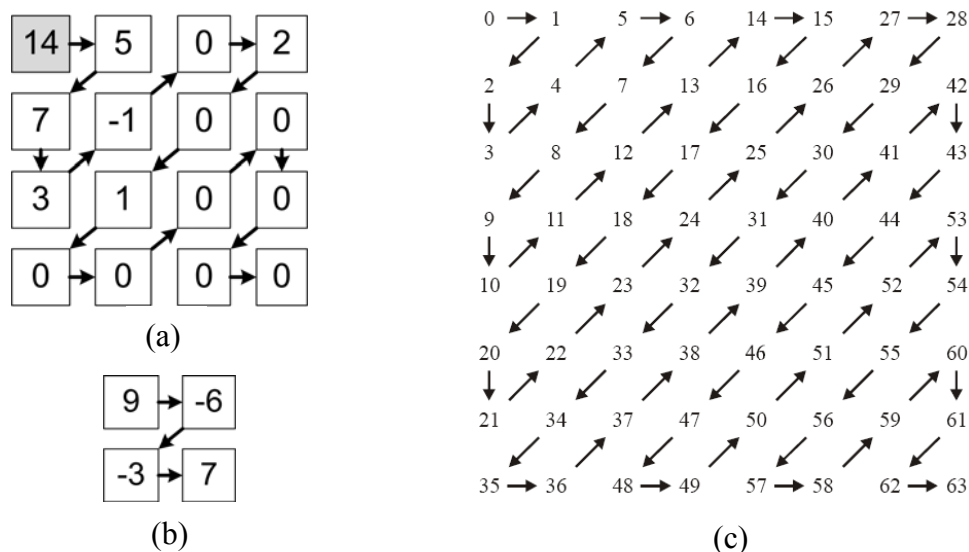 14 5 0 2
7 -1 0 0
3 1 0 0
0 0 0 0
(a)
9 -6
-3 7
(b)
0 1 5 6 14 15 27 28
2 4 7 13 16 26 29 42
3 8 12 17 25 30 41 43
9 11 18 24 31 40 44 53
10 19 23 32 39 45 52 54
20 22 33 38 46 51 55 60
21 34 37 47 50 56 59 61
35 36 48 49 57 58 62 63
(c)